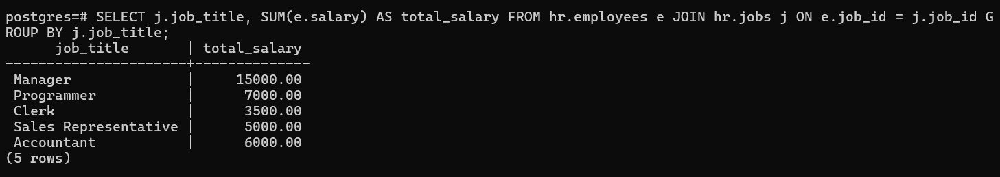 postgres=# SELECT j.job_title, SUM(e.salary) AS total_salary FROM hr.employees e JOIN hr.jobs j ON e.job_id = j.job_id G
ROUP BY j.job_title;
      job_title       | total_salary
----------------------+--------------
 Manager              |     15000.00
 Programmer           |      7000.00
 Clerk                |      3500.00
 Sales Representative |      5000.00
 Accountant           |      6000.00
(5 rows)